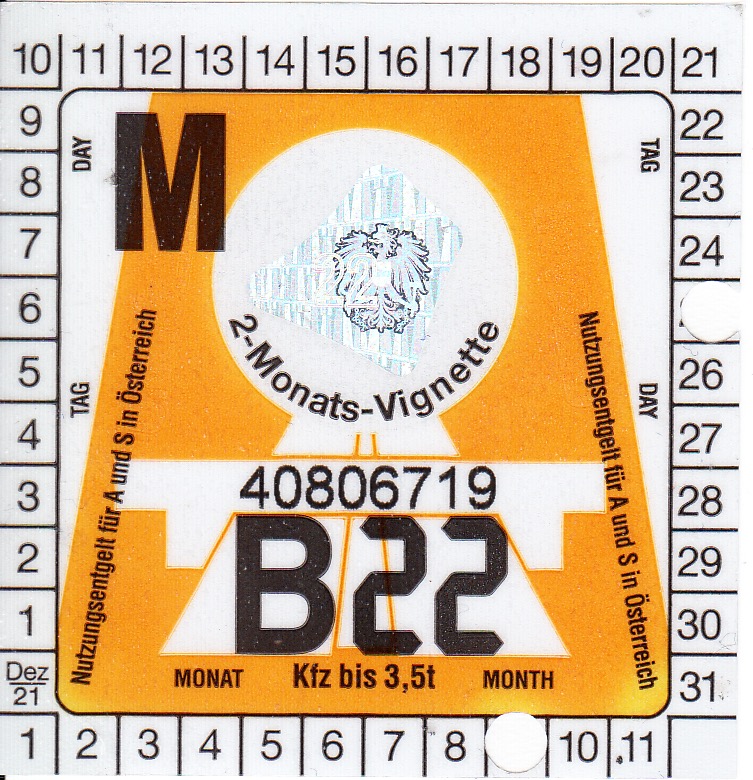 10 11 12 13 14 15 16 17 18 19 20 21
9
8
7
6
5
4
3
2
1
Dez
21
22
23
24
26
27
28
29
30
31
1 2 3 4 5 6 7 8 10 11
DAY
M
TAG
22
2-Monats-Vignette
TAG
DAY
Nutzungsentgelt für A und S in Österreich
Nutzungsentgelt für A und S in Österreich
40806719
B22
MONAT Kfz bis 3,5t MONTH